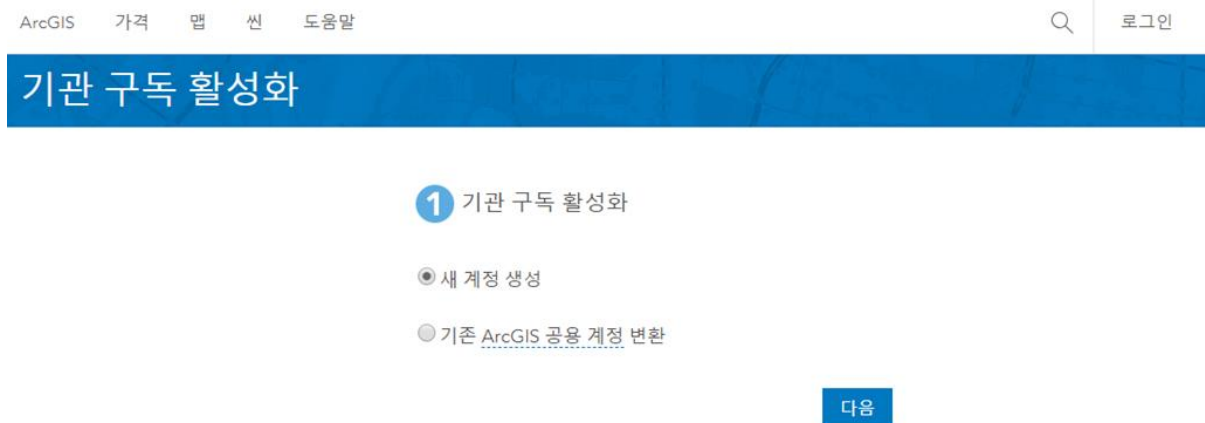 ArcGIS 가격 맵 씬 도움말 로그인
기관 구독 활성화
1 기관 구독 활성화
새 계정 생성
기존 ArcGIS 공용 계정 변환
다음